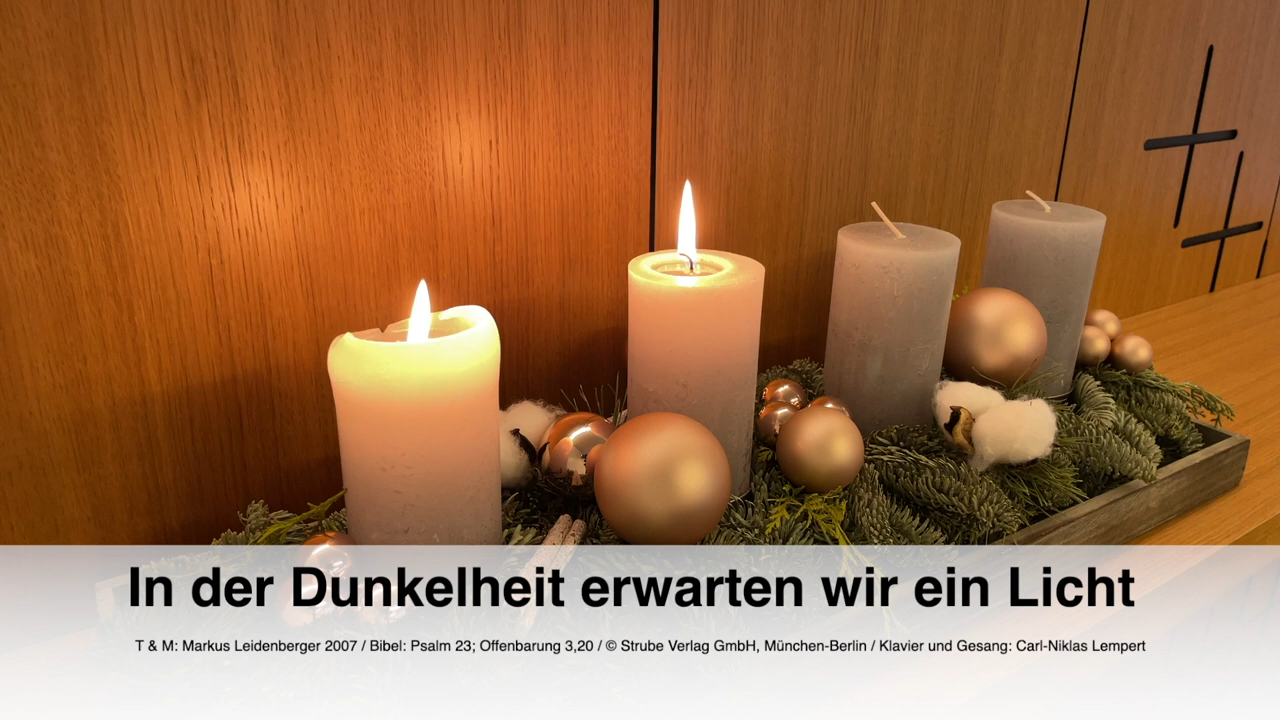 In der Dunkelheit erwarten wir ein Licht
T & M: Markus Leidenberger 2007 / Bibel: Psalm 23; Offenbarung 3,20 / © Strube Verlag GmbH, München-Berlin / Klavier und Gesang: Carl-Niklas Lempert